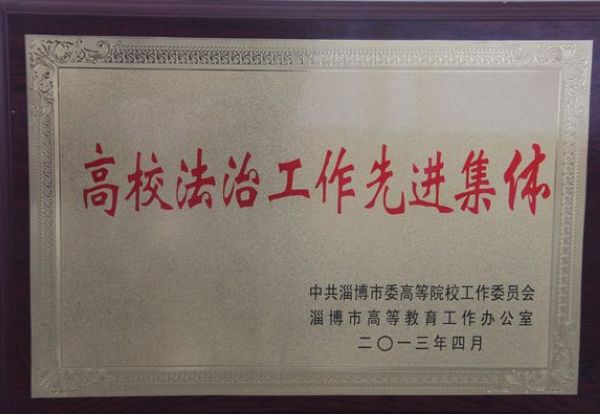 高校法治工作先进集体
中共淄博市委高等院校工作委员会
淄博市高等教育工作办公室
二〇一三年四月